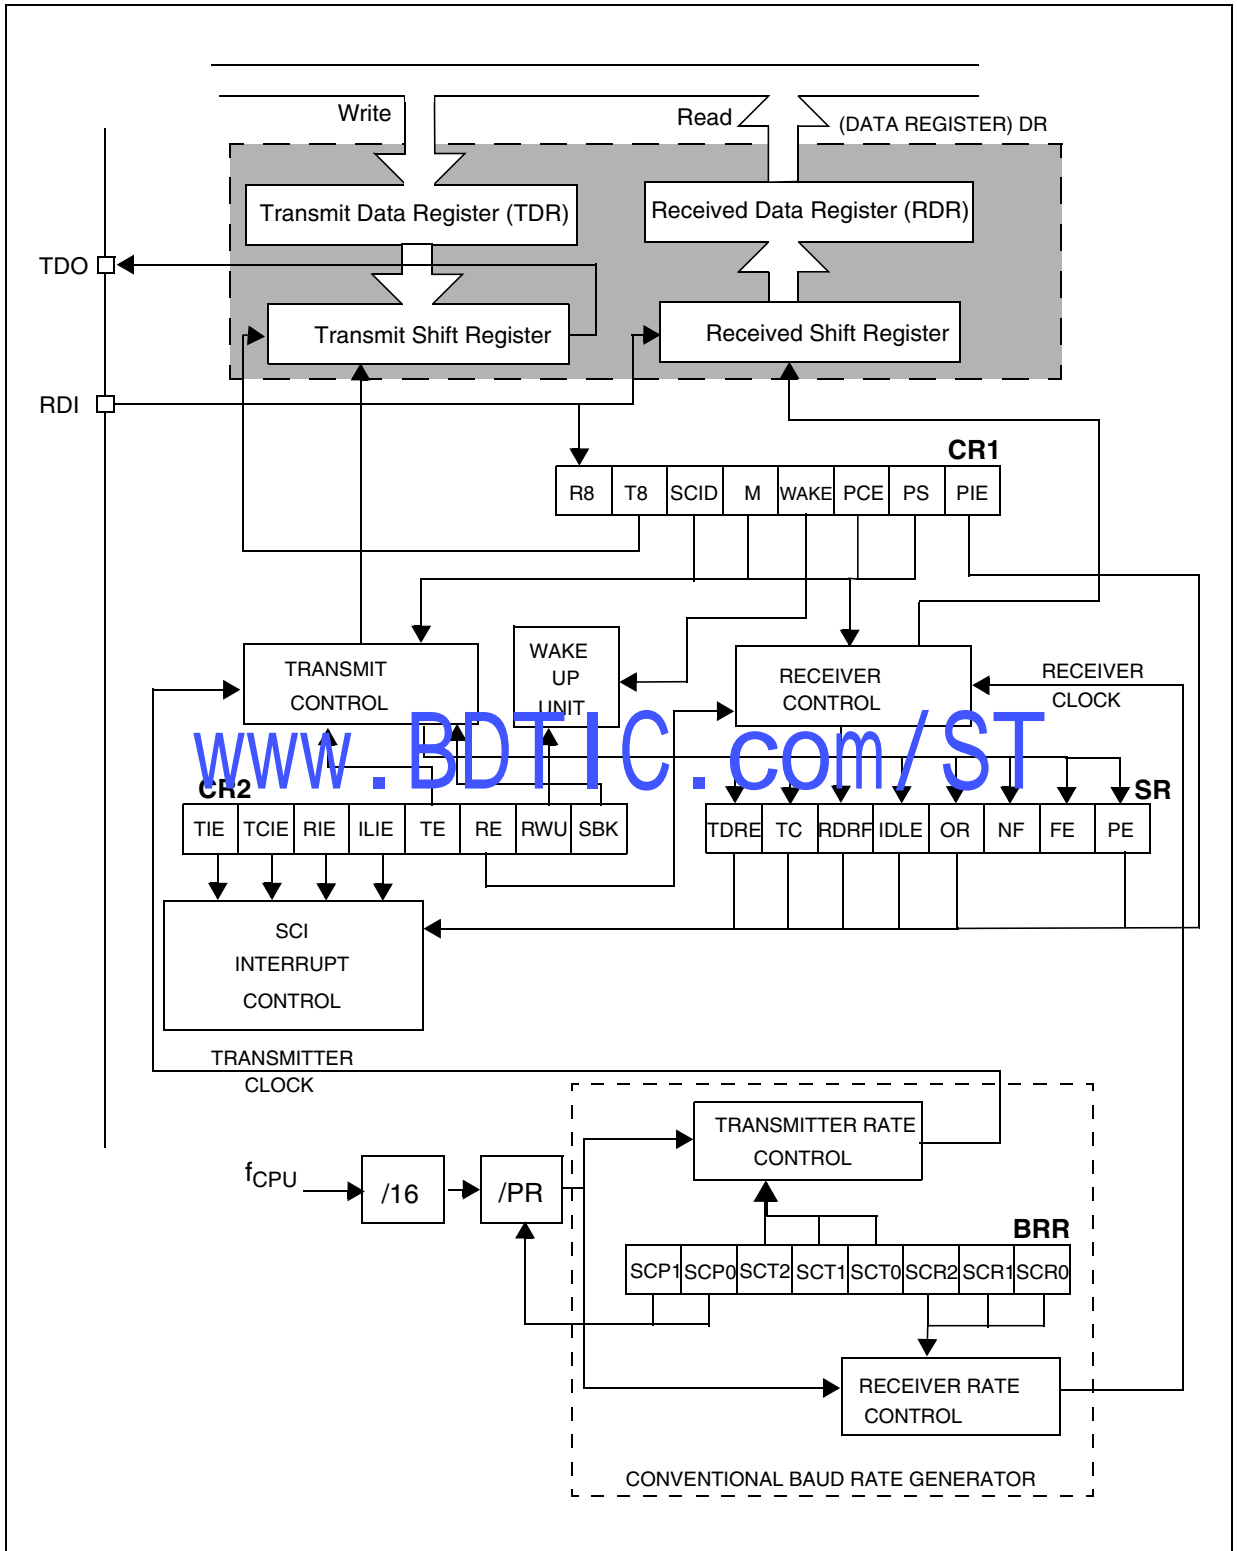 Write
Read
(DATA REGISTER) DR
Transmit Data Register (TDR)
Received Data Register (RDR)
TDO
Transmit Shift Register
Received Shift Register
RDI
CR1
R8 T8 SCID M WAKE PCE PS PIE
TRANSMIT
CONTROL
WAKE
UP
UNIT
RECEIVER
CONTROL
RECEIVER
CLOCK
www.BDTIC.com/ST
CR2
SR
TIE TCIE RIE ILIE TE RE RWU SBK
TDRE TC RDRF IDLE OR NF FE PE
SCI
INTERRUPT
CONTROL
TRANSMITTER
CLOCK
TRANSMITTER RATE
CONTROL
fCPU
/16
/PR
BRR
SCP1 SCP0 SCT2 SCT1 SCT0 SCR2 SCR1 SCR0
RECEIVER RATE
CONTROL
CONVENTIONAL BAUD RATE GENERATOR